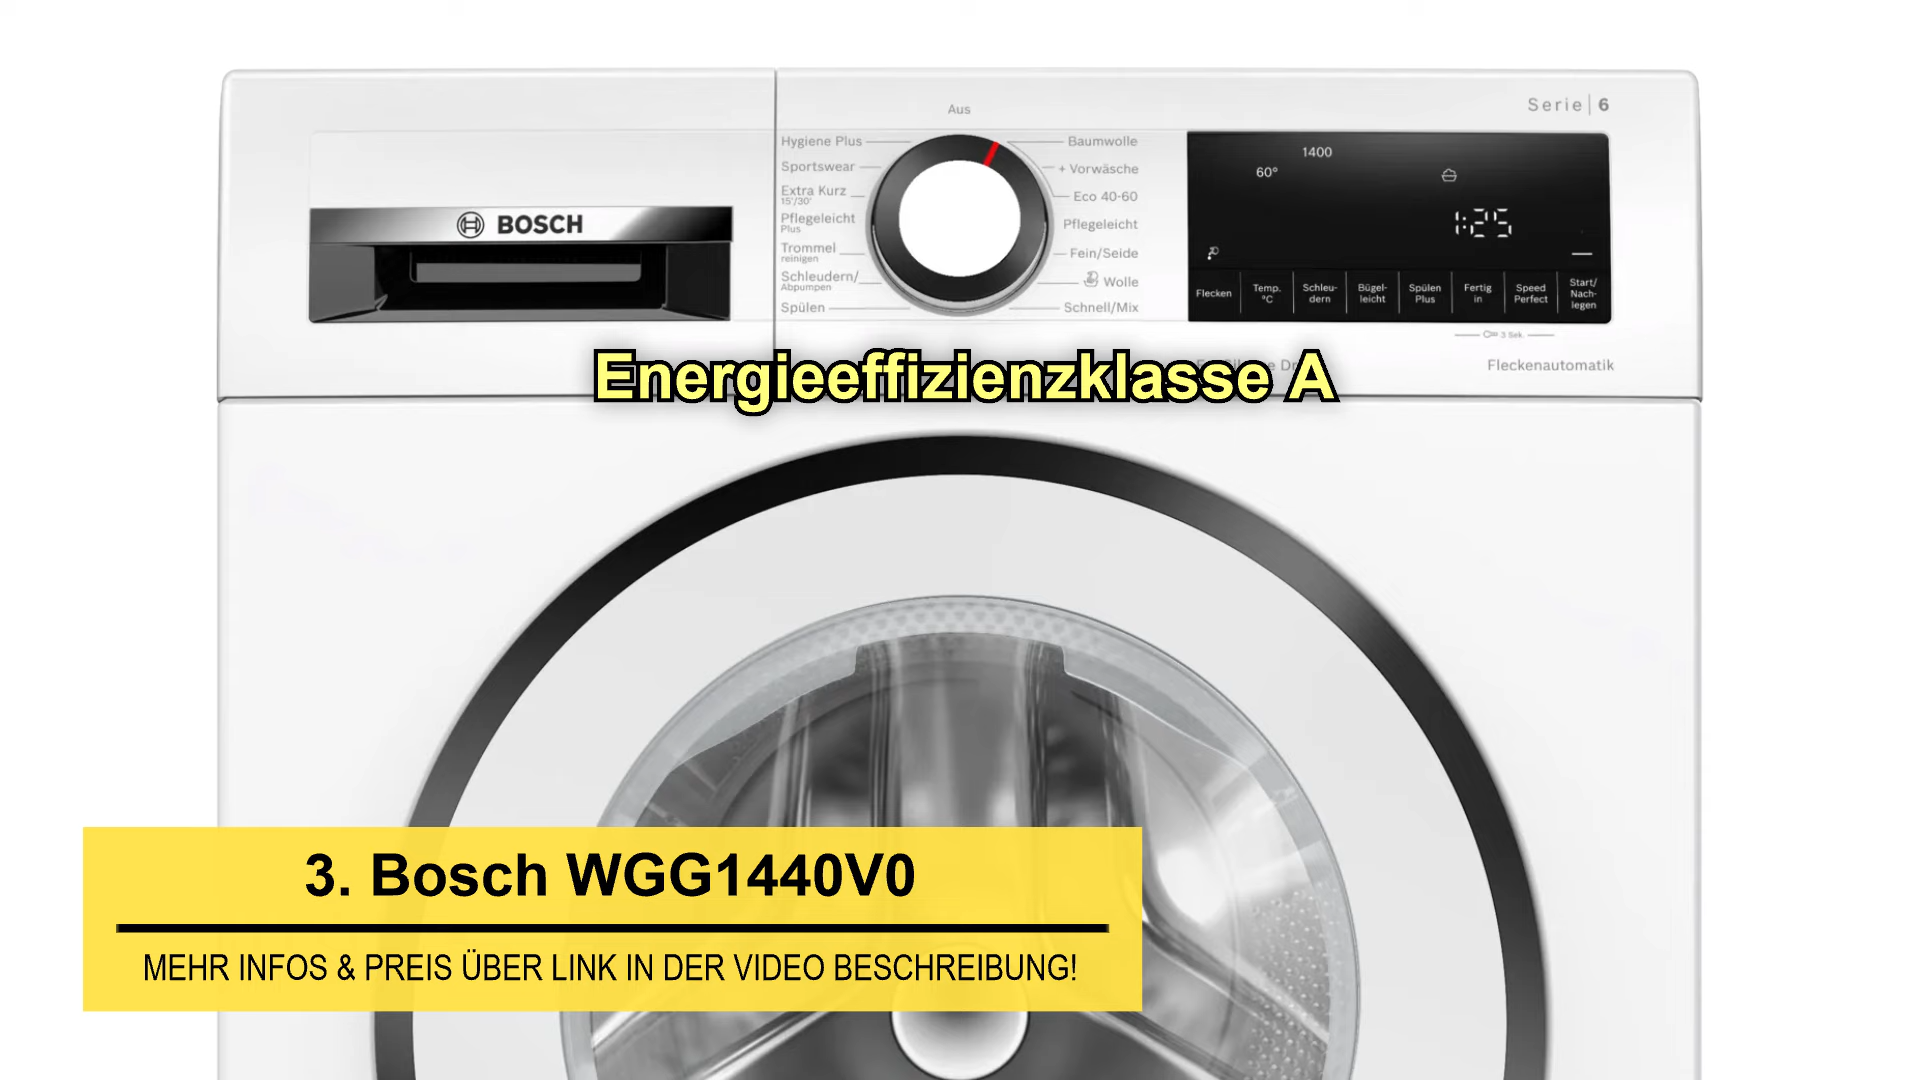 Serie | 6
Aus
Hygiene Plus
Sportswear
Extra Kurz
15'/30'
Pflegeleicht
Plus
Trommel
reinigen
Schleudern/
Abpumpen
Spülen
Baumwolle
+ Vorwäsche
Eco 40-60
Pflegeleicht
Fein/Seide
Wolle
Schnell/Mix
BOSCH
1400
60°
1:25
Flecken
Temp.
°C
Schleu-
dern
Bügel-
leicht
Spülen
Plus
Fertig
in
Speed
Perfect
Start/
Nach-
legen
3 Sek.
Fleckenautomatik
Energieeffizienzklasse A
3. Bosch WGG1440V0
MEHR INFOS & PREIS ÜBER LINK IN DER VIDEO BESCHREIBUNG!